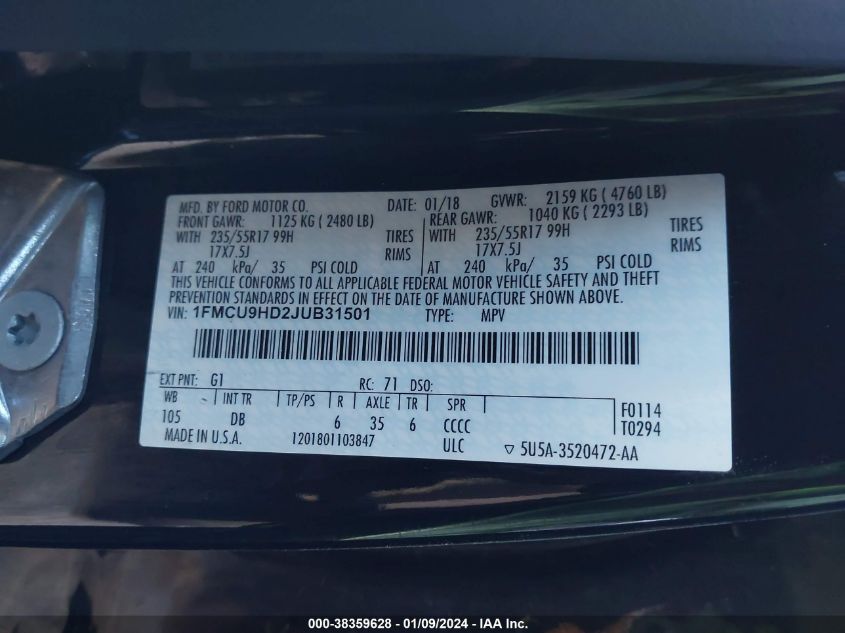 MFD. BY FORD MOTOR CO. DATE: 01/18 GVWR: 2159 KG ( 4760 LB)
FRONT GAWR: 1125 KG ( 2480 LB) REAR GAWR: 1040 KG ( 2293 LB)
WITH 235/55R17 99H TIRES WITH 235/55R17 99H TIRES
17X7.5J RIMS 17X7.5J RIMS
AT 240 kPa/ 35 PSI COLD AT 240 kPa/ 35 PSI COLD
THIS VEHICLE CONFORMS TO ALL APPLICABLE FEDERAL MOTOR VEHICLE SAFETY AND THEFT
PREVENTION STANDARDS IN EFFECT ON THE DATE OF MANUFACTURE SHOWN ABOVE.
VIN: 1FMCU9HD2JUB31501 TYPE: MPV
EXT PNT: G1 RC: 71 DSO:
WB INT TR TP/PS R AXLE TR SPR F0114
105 DB 6 35 6 CCCC T0294
MADE IN U.S.A. 1201801103847 ULC ▽ 5U5A-3520472-AA
000-38359628 - 01/09/2024 - IAA Inc.